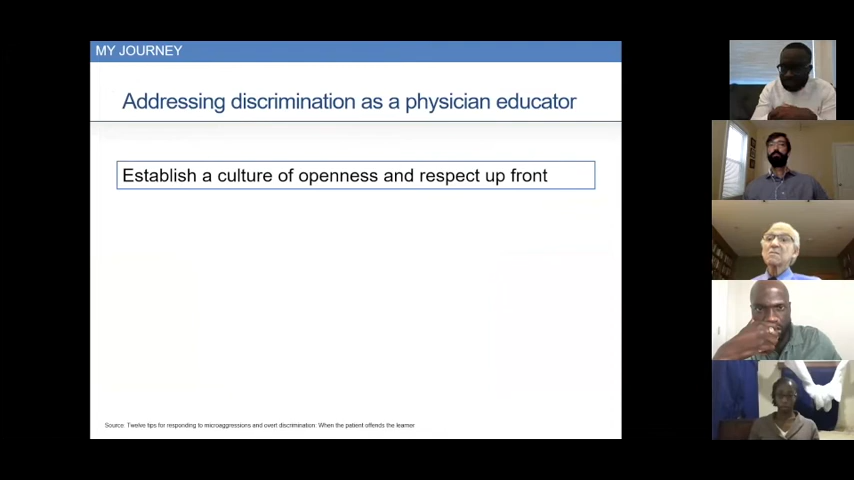 MY JOURNEY
Addressing discrimination as a physician educator
Establish a culture of openness and respect up front
Source: Twelve tips for responding to microaggressions and overt discrimination: When the patient offends the learner